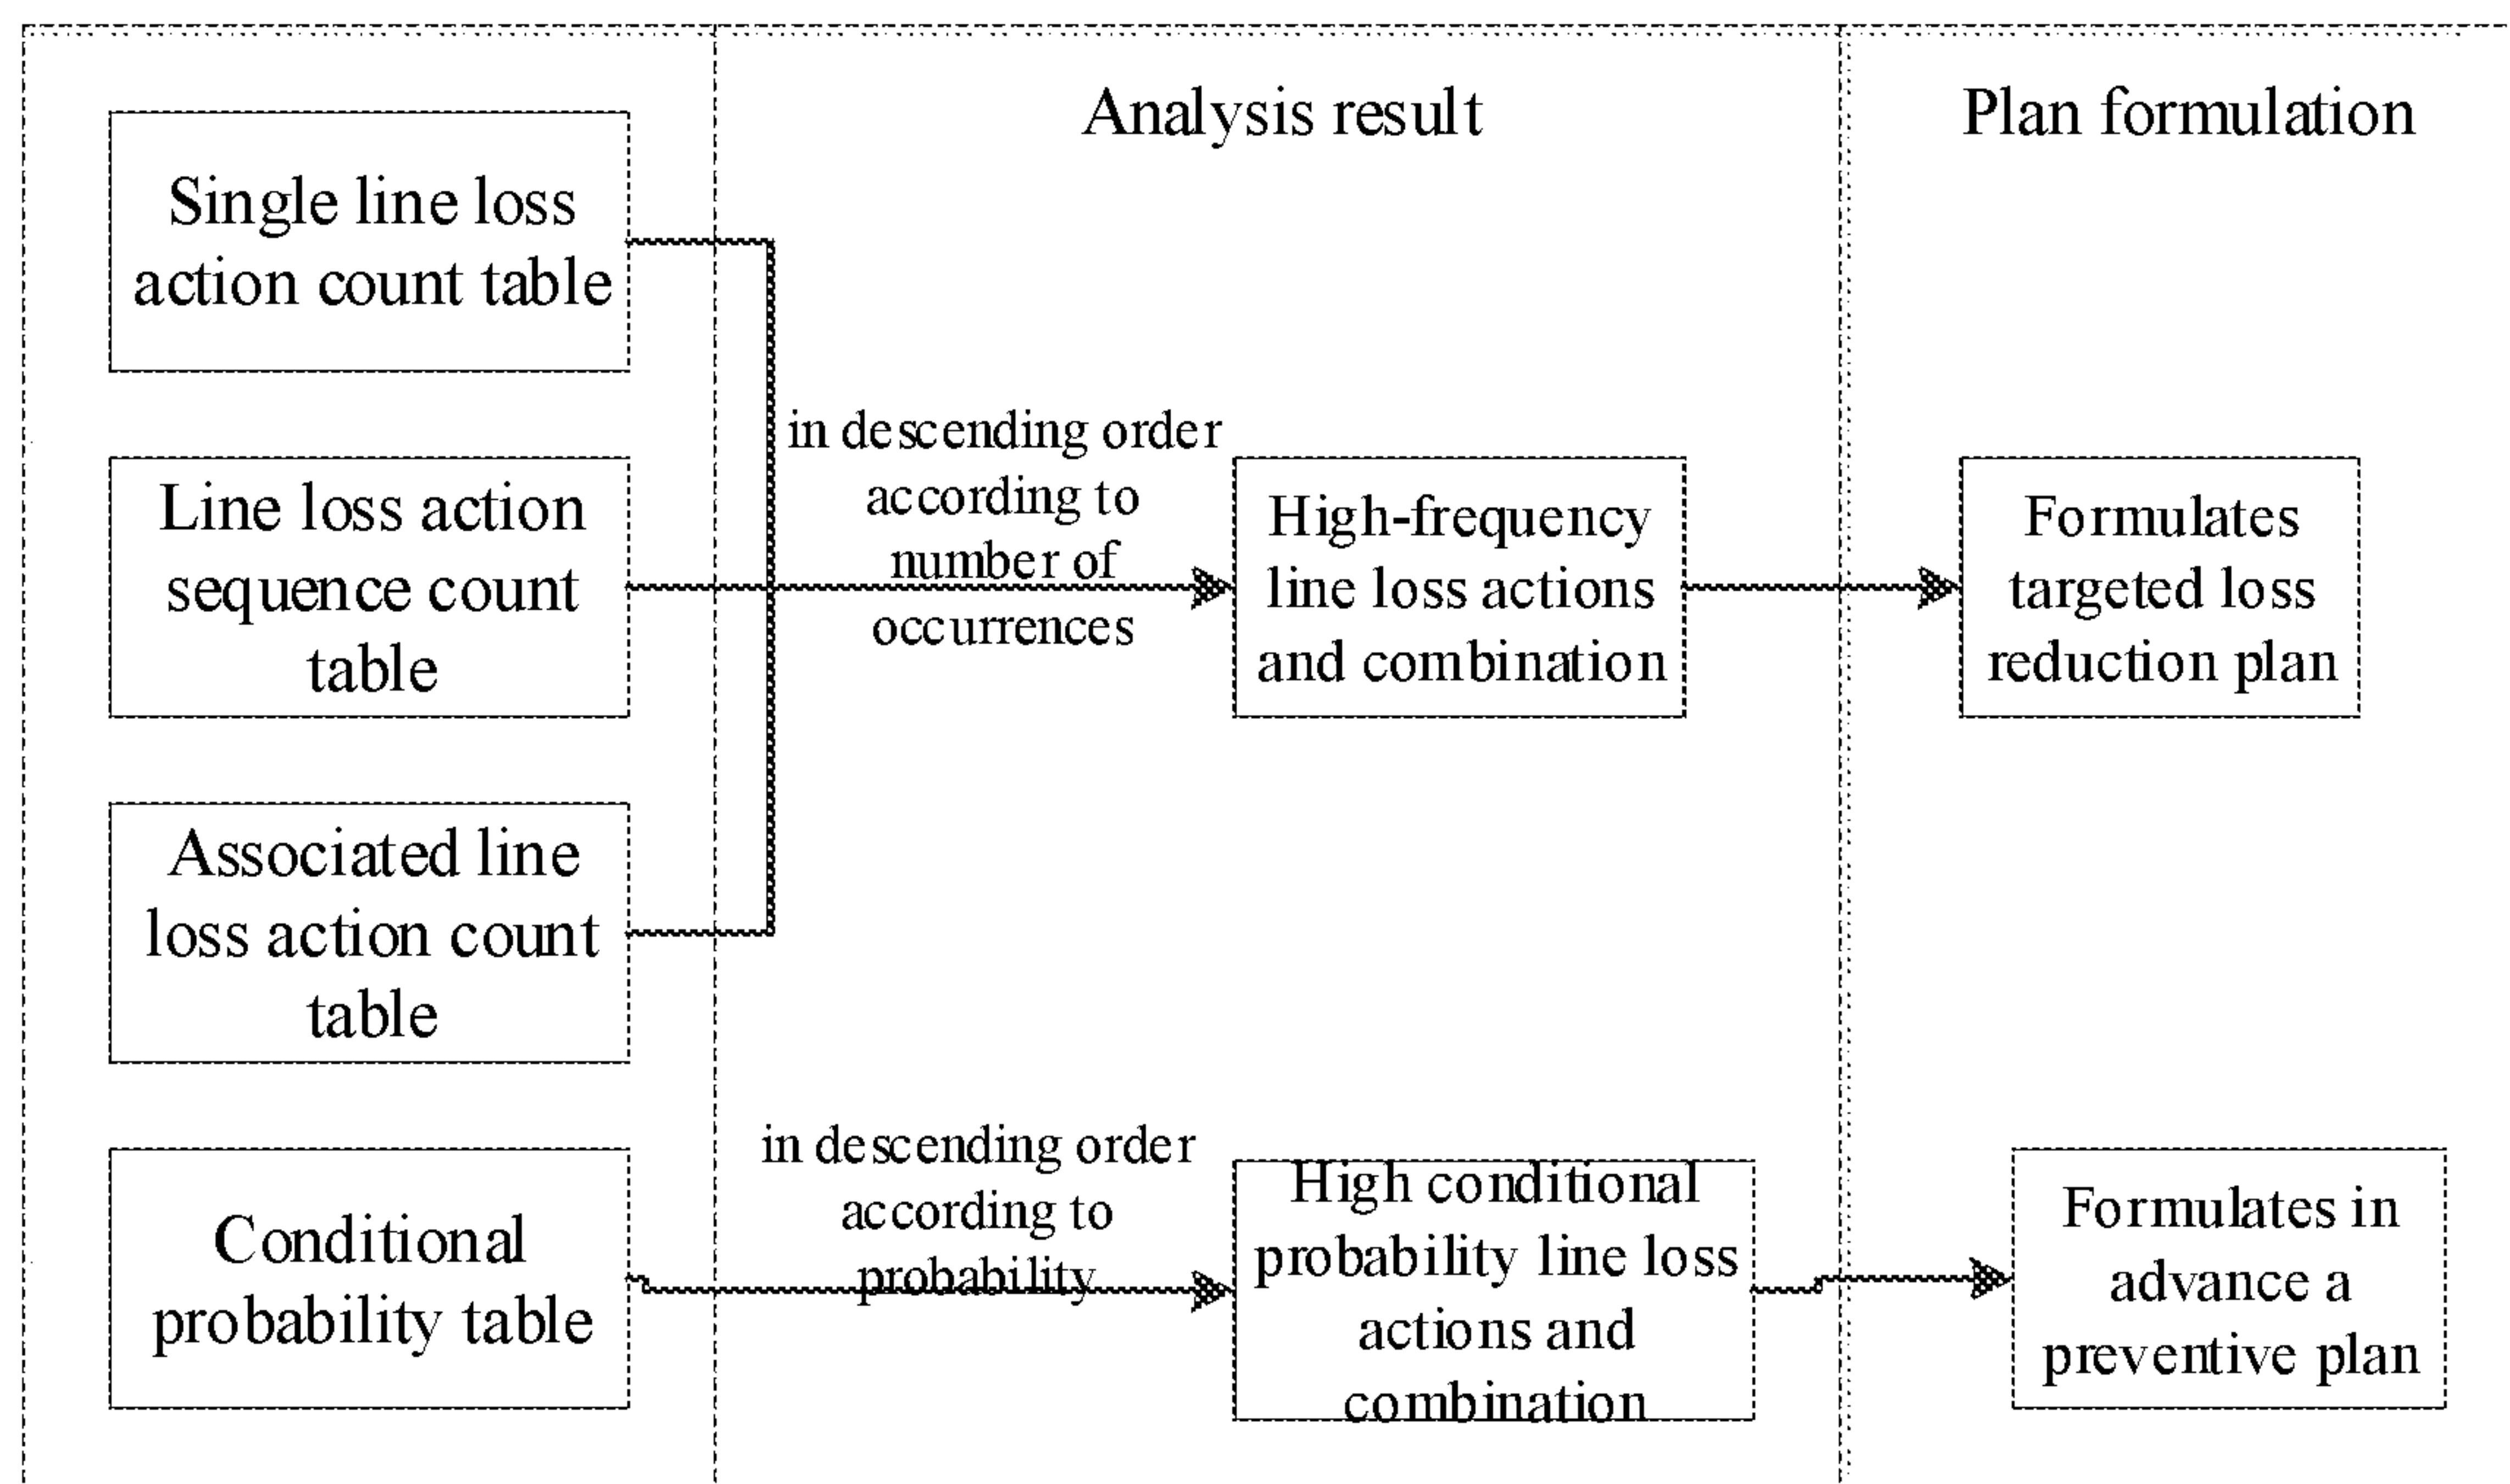 Analysis result
Plan formulation
Single line loss
action count table
Line loss action
sequence count
table
Associated line
loss action count
table
Conditional
probability table
in descending order
according to
number of
occurrences
in descending order
according to
probability
High-frequency
line loss actions
and combination
High conditional
probability line loss
actions and
combination
Formulates
targeted loss
reduction plan
Formulates in
advance a
preventive plan